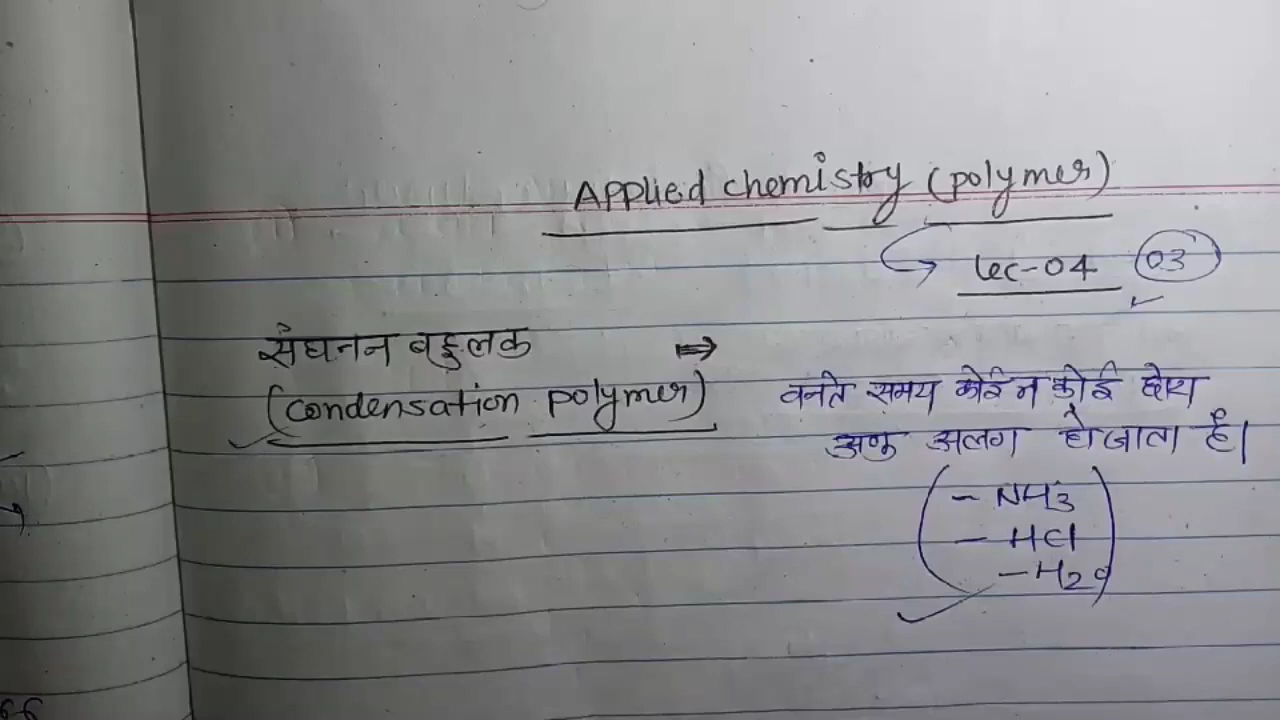 Applied chemistry (polymer)
Lec-04 03
संघनन बहुलक ⇒
(condensation polymer) बनते समय कोई न कोई छोटा
अणु अलग हो जाता है।
- NH3
- HCl
- H2O